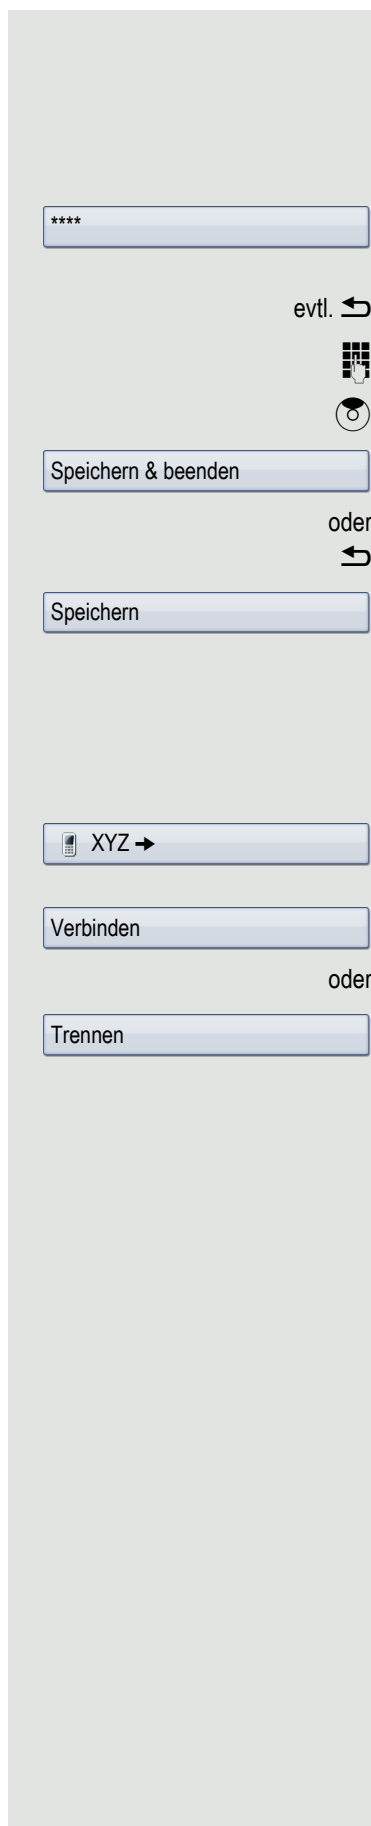 ****
evtl.
Speichern & beenden
oder
Speichern
XYZ →
Verbinden
oder
Trennen